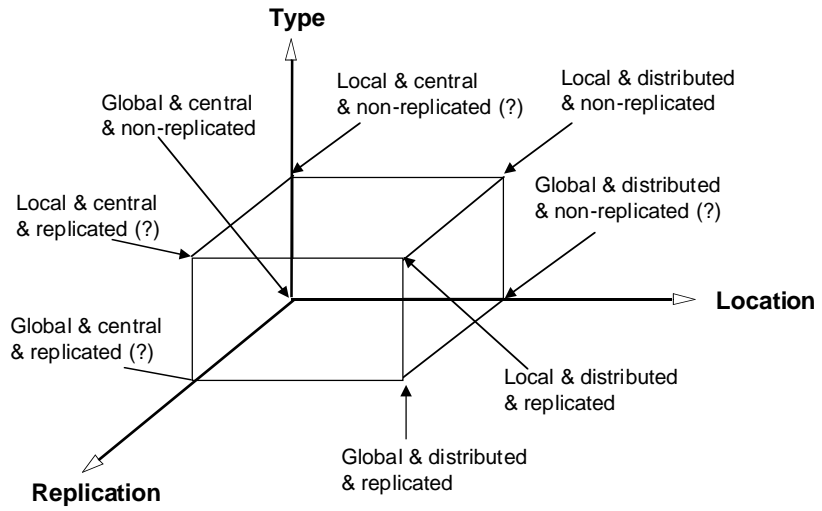 Type
Local & central
& non-replicated (?)
Local & distributed
& non-replicated
Global & central
& non-replicated
Global & distributed
& non-replicated (?)
Local & central
& replicated (?)
Location
Global & central
& replicated (?)
Local & distributed
& replicated
Global & distributed
& replicated
Replication